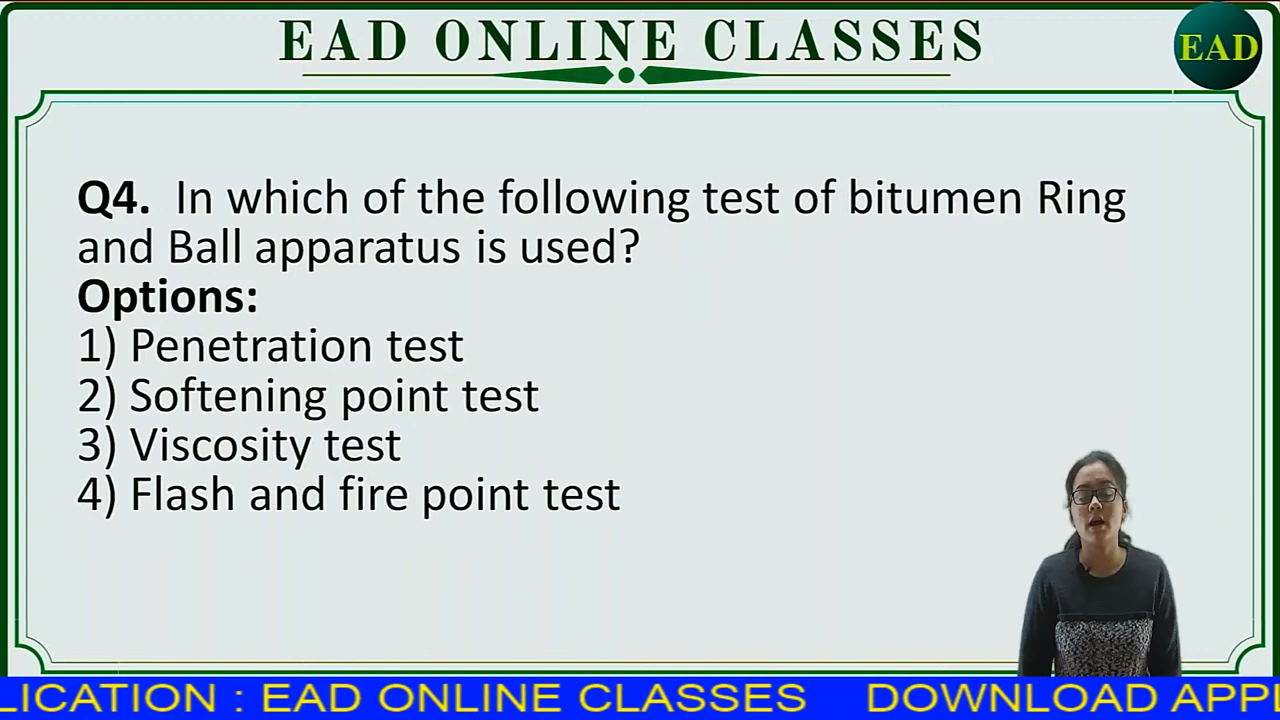 EAD ONLINE CLASSES
EAD
Q4. In which of the following test of bitumen Ring
and Ball apparatus is used?
Options:
1) Penetration test
2) Softening point test
3) Viscosity test
4) Flash and fire point test
LICATION : EAD ONLINE CLASSES DOWNLOAD APPL